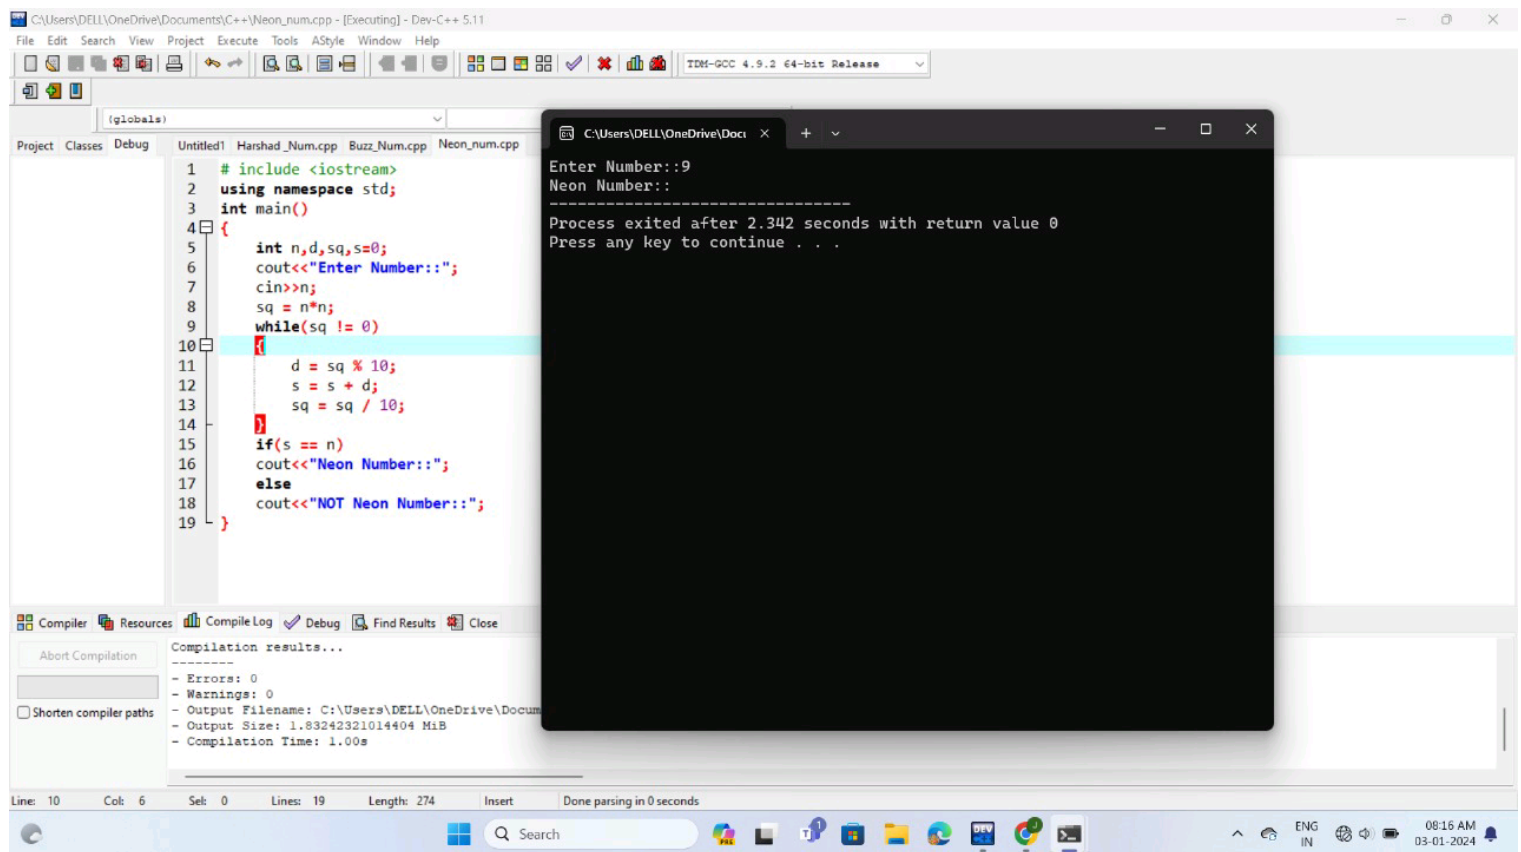 C:\Users\DELL\OneDrive\Documents\C++\Neon_num.cpp - [Executing] - Dev-C++ 5.11
File Edit Search View Project Execute Tools AStyle Window Help
TDM-GCC 4.9.2 64-bit Release
(globals)
Project Classes Debug
Untitled1 Harshad _Num.cpp Buzz_Num.cpp Neon_num.cpp
1 # include <iostream>
2 using namespace std;
3 int main()
4 {
5 int n,d,sq,s=0;
6 cout<<"Enter Number::";
7 cin>>n;
8 sq = n*n;
9 while(sq != 0)
10 {
11 d = sq % 10;
12 s = s + d;
13 sq = sq / 10;
14 }
15 if(s == n)
16 cout<<"Neon Number::";
17 else
18 cout<<"NOT Neon Number::";
19 }
C:\Users\DELL\OneDrive\Docu
Enter Number::9
Neon Number::
--------------------------------
Process exited after 2.342 seconds with return value 0
Press any key to continue . . .
Compiler Resources Compile Log Debug Find Results Close
Abort Compilation
Shorten compiler paths
Compilation results...
--------
- Errors: 0
- Warnings: 0
- Output Filename: C:\Users\DELL\OneDrive\Docum
- Output Size: 1.83242321014404 MiB
- Compilation Time: 1.00s
Line: 10 Col: 6 Sel: 0 Lines: 19 Length: 274 Insert Done parsing in 0 seconds
Search
PRE
1
DEV
J
ENG
IN
08:16 AM
03-01-2024